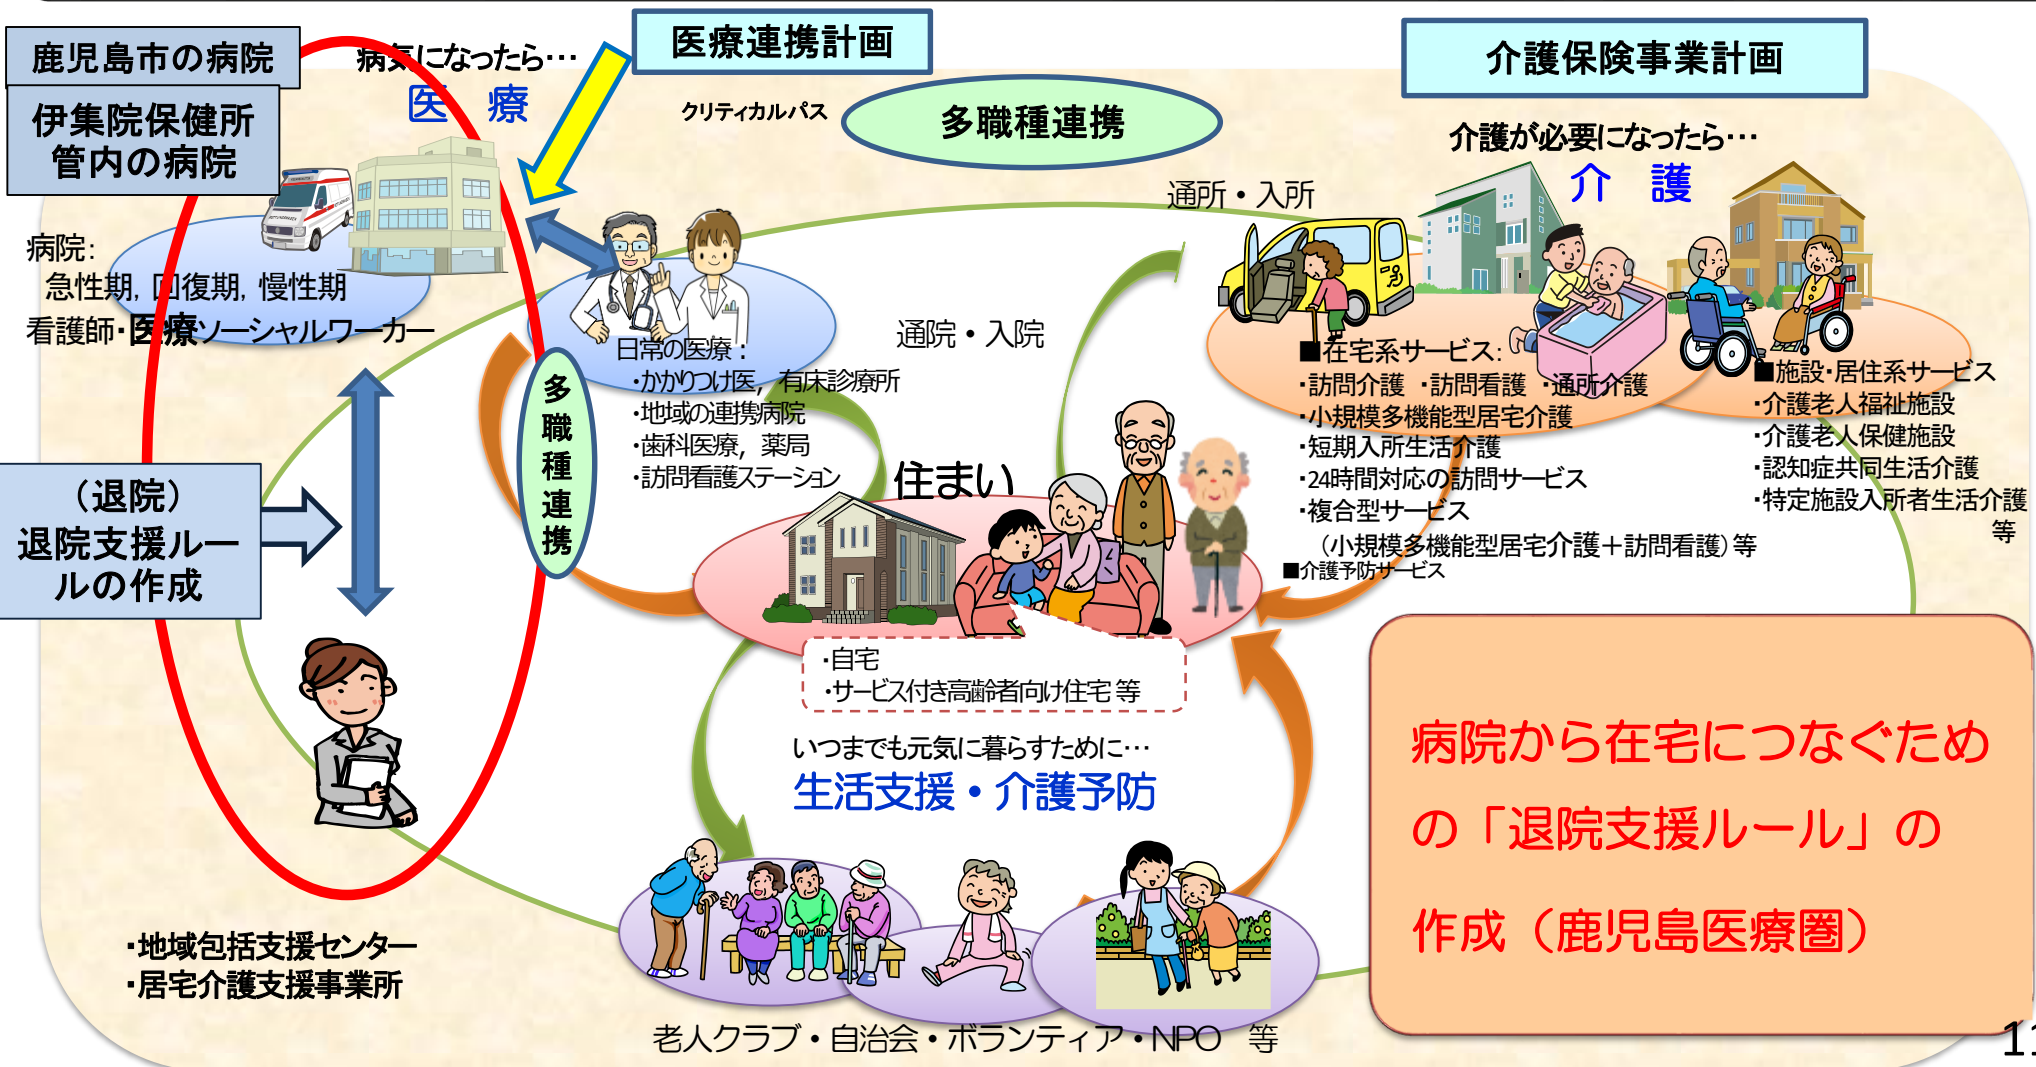 鹿児島市の病院
伊集院保健所
管内の病院
病気になったら…
医　療
医療連携計画
クリティカルパス
多職種連携
介護保険事業計画
介護が必要になったら…
介　護
通所・入所
病院：
急性期，回復期，慢性期
看護師・医療ソーシャルワーカー
通院・入院
日常の医療：
・かかりつけ医，有床診療所
・地域の連携病院
・歯科医療，薬局
・訪問看護ステーション
多職種連携
■在宅系サービス：
・訪問介護 ・訪問看護 ・通所介護
・小規模多機能型居宅介護
・短期入所生活介護
・24時間対応の訪問サービス
・複合型サービス
（小規模多機能型居宅介護＋訪問看護）等
■介護予防サービス
■施設・居住系サービス
・介護老人福祉施設
・介護老人保健施設
・認知症共同生活介護
・特定施設入所者生活介護
等
（退院）
退院支援ルー
ルの作成
住まい
・自宅
・サービス付き高齢者向け住宅 等
いつまでも元気に暮らすために…
生活支援・介護予防
・地域包括支援センター
・居宅介護支援事業所
老人クラブ・自治会・ボランティア・NPO　等
病院から在宅につなぐため
の「退院支援ルール」の
作成（鹿児島医療圏）